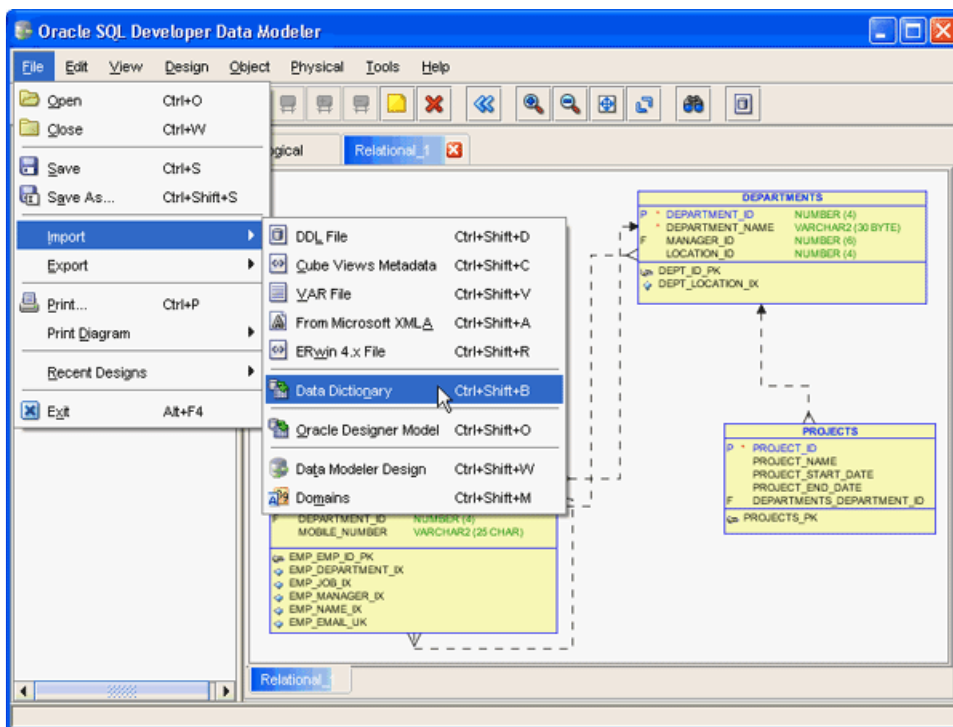 Oracle SQL Developer Data Modeler
File Edit View Design Object Physical Tools Help
Open Ctrl+O
Close Ctrl+W
Save Ctrl+S
Save As... Ctrl+Shift+S
Import
Export
Print... Ctrl+P
Print Diagram
Recent Designs
Exit Alt+F4
DDL File Ctrl+Shift+D
Cube Views Metadata Ctrl+Shift+C
VAR File Ctrl+Shift+V
From Microsoft XMLA Ctrl+Shift+A
ERwin 4.x File Ctrl+Shift+R
Data Dictionary Ctrl+Shift+B
Oracle Designer Model Ctrl+Shift+O
Data Modeler Design Ctrl+Shift+W
Domains Ctrl+Shift+M
ogical Relational_1
DEPARTMENTS
P * DEPARTMENT_ID NUMBER (4)
* DEPARTMENT_NAME VARCHAR2 (30 BYTE)
F MANAGER_ID NUMBER (6)
LOCATION_ID NUMBER (4)
DEPT_ID_PK
DEPT_LOCATION_IX
PROJECTS
P * PROJECT_ID
PROJECT_NAME
PROJECT_START_DATE
PROJECT_END_DATE
F DEPARTMENTS_DEPARTMENT_ID
PROJECTS_PK
F DEPARTMENT_ID NUMBER (4)
MOBILE_NUMBER VARCHAR2 (25 CHAR)
EMP_EMP_ID_PK
EMP_DEPARTMENT_IX
EMP_JOB_IX
EMP_MANAGER_IX
EMP_NAME_IX
EMP_EMAIL_UK
Relational_1